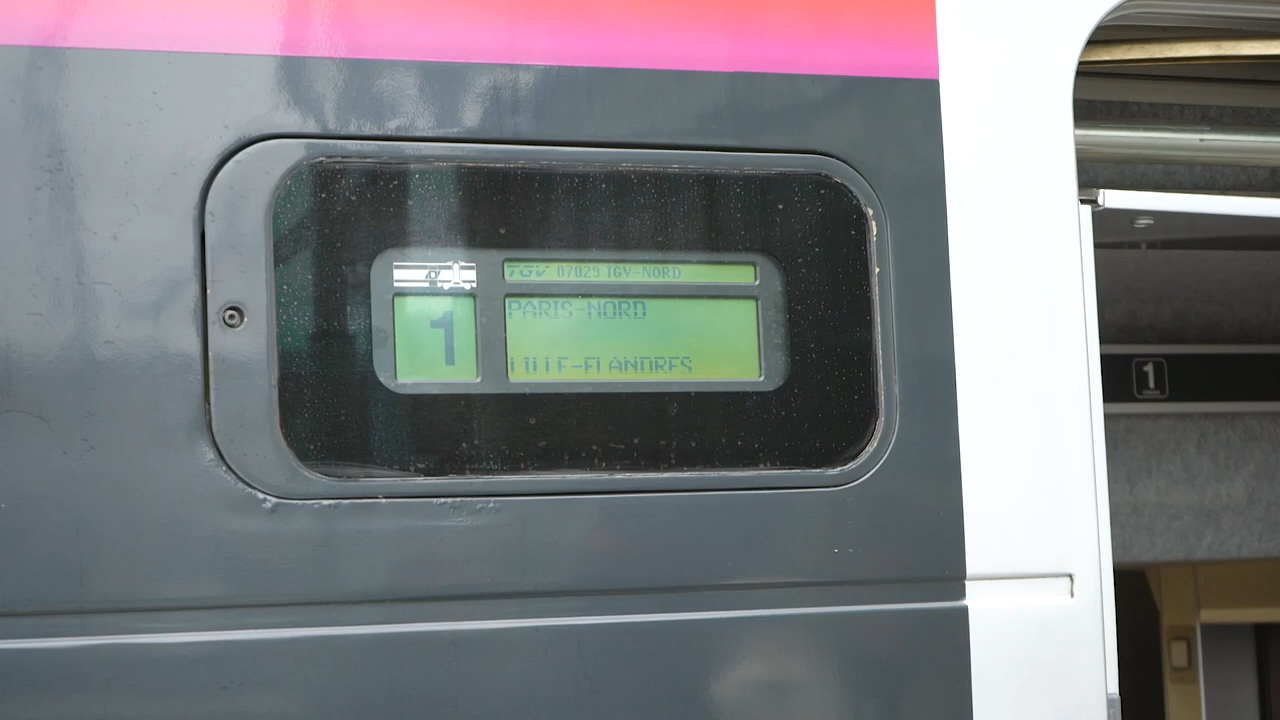 TGV 07029 TGV-NORD
1
PARIS-NORD
LILLE-FLANDRES
1